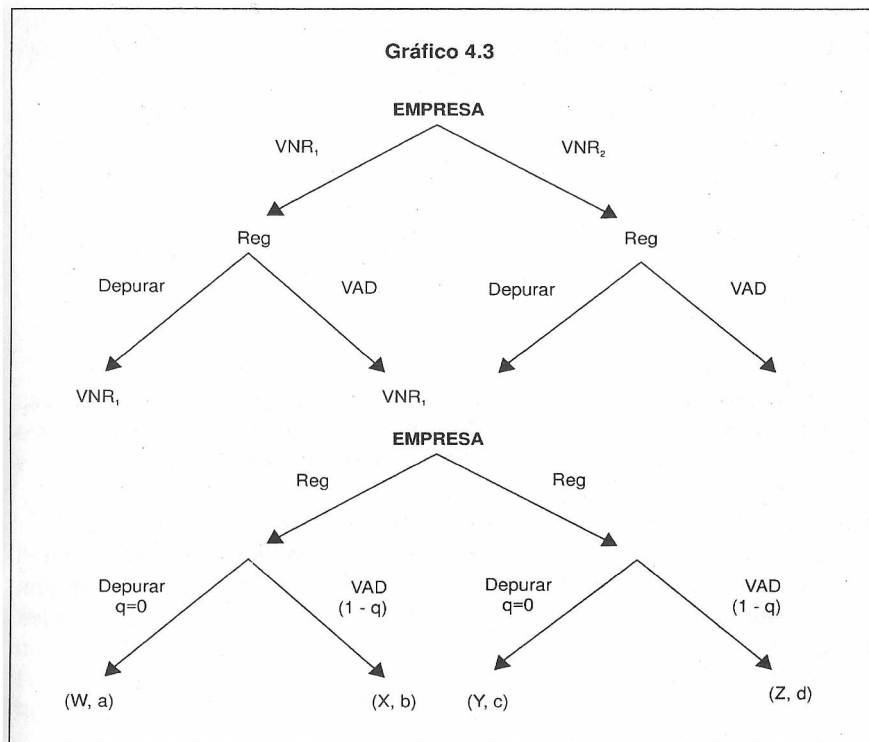 Gráfico 4.3
EMPRESA
VNR₁ VNR₂
Reg Reg
Depurar VAD Depurar VAD
VNR₁ VNR₁
EMPRESA
Reg Reg
Depurar VAD Depurar VAD
q=0 (1 - q) q=0 (1 - q)
(W, a) (X, b) (Y, c) (Z, d)